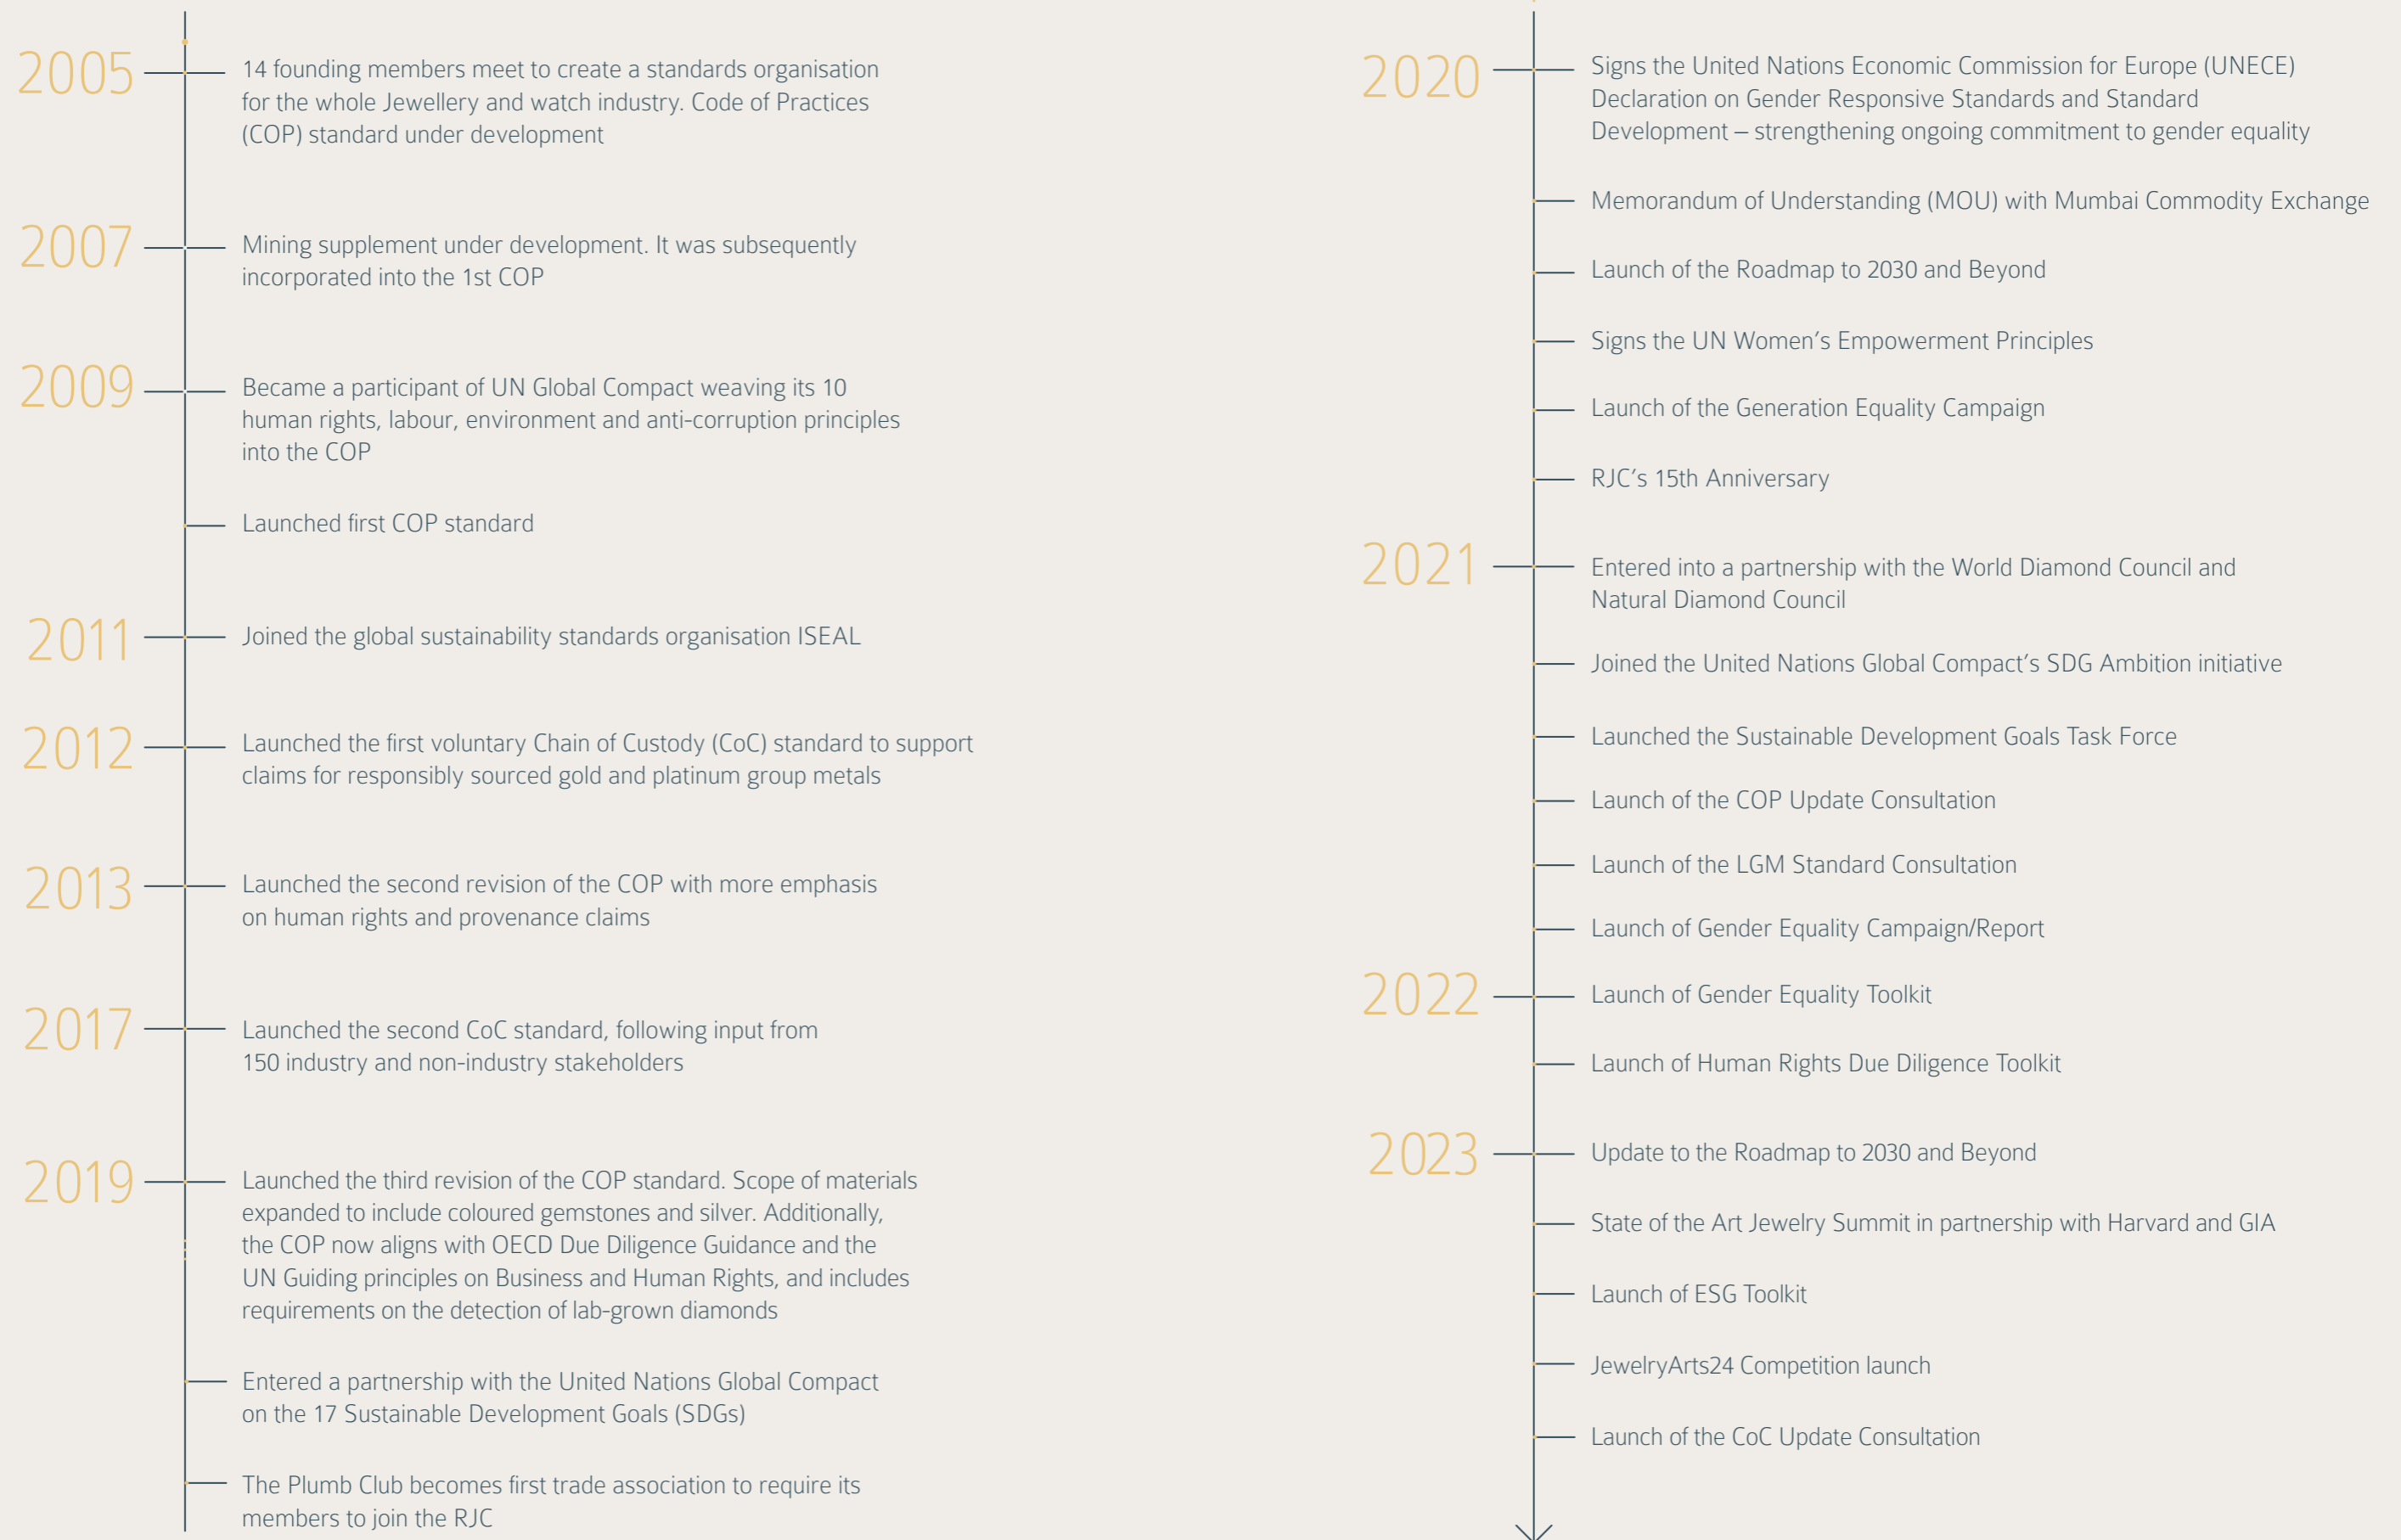 2005
14 founding members meet to create a standards organisation
for the whole Jewellery and watch industry. Code of Practices
(COP) standard under development
2007
Mining supplement under development. It was subsequently
incorporated into the 1st COP
2009
Became a participant of UN Global Compact weaving its 10
human rights, labour, environment and anti-corruption principles
into the COP
Launched first COP standard
2011
Joined the global sustainability standards organisation ISEAL
2012
Launched the first voluntary Chain of Custody (CoC) standard to support
claims for responsibly sourced gold and platinum group metals
2013
Launched the second revision of the COP with more emphasis
on human rights and provenance claims
2017
Launched the second CoC standard, following input from
150 industry and non-industry stakeholders
2019
Launched the third revision of the COP standard. Scope of materials
expanded to include coloured gemstones and silver. Additionally,
the COP now aligns with OECD Due Diligence Guidance and the
UN Guiding principles on Business and Human Rights, and includes
requirements on the detection of lab-grown diamonds
Entered a partnership with the United Nations Global Compact
on the 17 Sustainable Development Goals (SDGs)
The Plumb Club becomes first trade association to require its
members to join the RJC
2020
Signs the United Nations Economic Commission for Europe (UNECE)
Declaration on Gender Responsive Standards and Standard
Development – strengthening ongoing commitment to gender equality
Memorandum of Understanding (MOU) with Mumbai Commodity Exchange
Launch of the Roadmap to 2030 and Beyond
Signs the UN Women's Empowerment Principles
Launch of the Generation Equality Campaign
RJC's 15th Anniversary
2021
Entered into a partnership with the World Diamond Council and
Natural Diamond Council
Joined the United Nations Global Compact's SDG Ambition initiative
Launched the Sustainable Development Goals Task Force
Launch of the COP Update Consultation
Launch of the LGM Standard Consultation
Launch of Gender Equality Campaign/Report
2022
Launch of Gender Equality Toolkit
Launch of Human Rights Due Diligence Toolkit
2023
Update to the Roadmap to 2030 and Beyond
State of the Art Jewelry Summit in partnership with Harvard and GIA
Launch of ESG Toolkit
JewelryArts24 Competition launch
Launch of the CoC Update Consultation